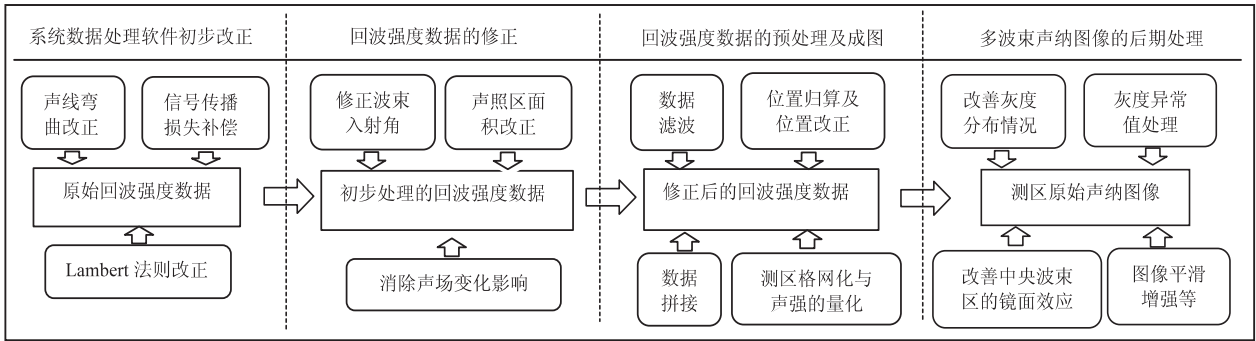 系统数据处理软件初步改正
回波强度数据的修正
回波强度数据的预处理及成图
多波束声纳图像的后期处理
声线弯
曲改正
信号传播
损失补偿
原始回波强度数据
Lambert 法则改正
修正波束
入射角
声照区面
积改正
初步处理的回波强度数据
消除声场变化影响
数据
滤波
位置归算及
位置改正
修正后的回波强度数据
数据
拼接
测区格网化与
声强的量化
改善灰度
分布情况
灰度异常
值处理
测区原始声纳图像
改善中央波束
区的镜面效应
图像平滑
增强等